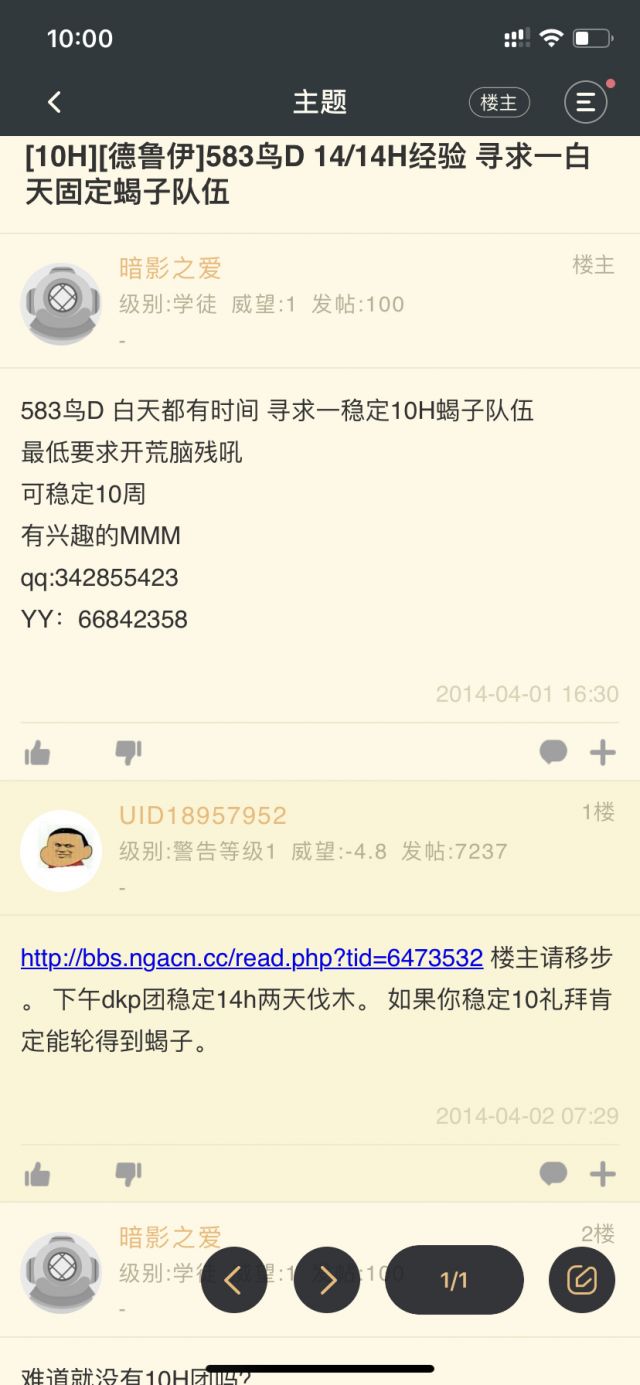 10:00
主题
楼主
[10H][德鲁伊]583鸟D 14/14H经验 寻求一白
天固定蝎子队伍
暗影之爱
楼主
级别:学徒 威望:1 发帖:100
-
583鸟D 白天都有时间 寻求一稳定10H蝎子队伍
最低要求开荒脑残吼
可稳定10周
有兴趣的MMM
qq:342855423
YY：66842358
2014-04-01 16:30
UID18957952
1楼
级别:警告等级1 威望:-4.8 发帖:7237
-
http://bbs.ngacn.cc/read.php?tid=6473532 楼主请移步
。 下午dkp团稳定14h两天伐木。 如果你稳定10礼拜肯
定能轮得到蝎子。
2014-04-02 07:29
暗影之爱
2楼
级别:学徒 威望:1 发帖:100
-
1/1
难道就没有10H团吗?